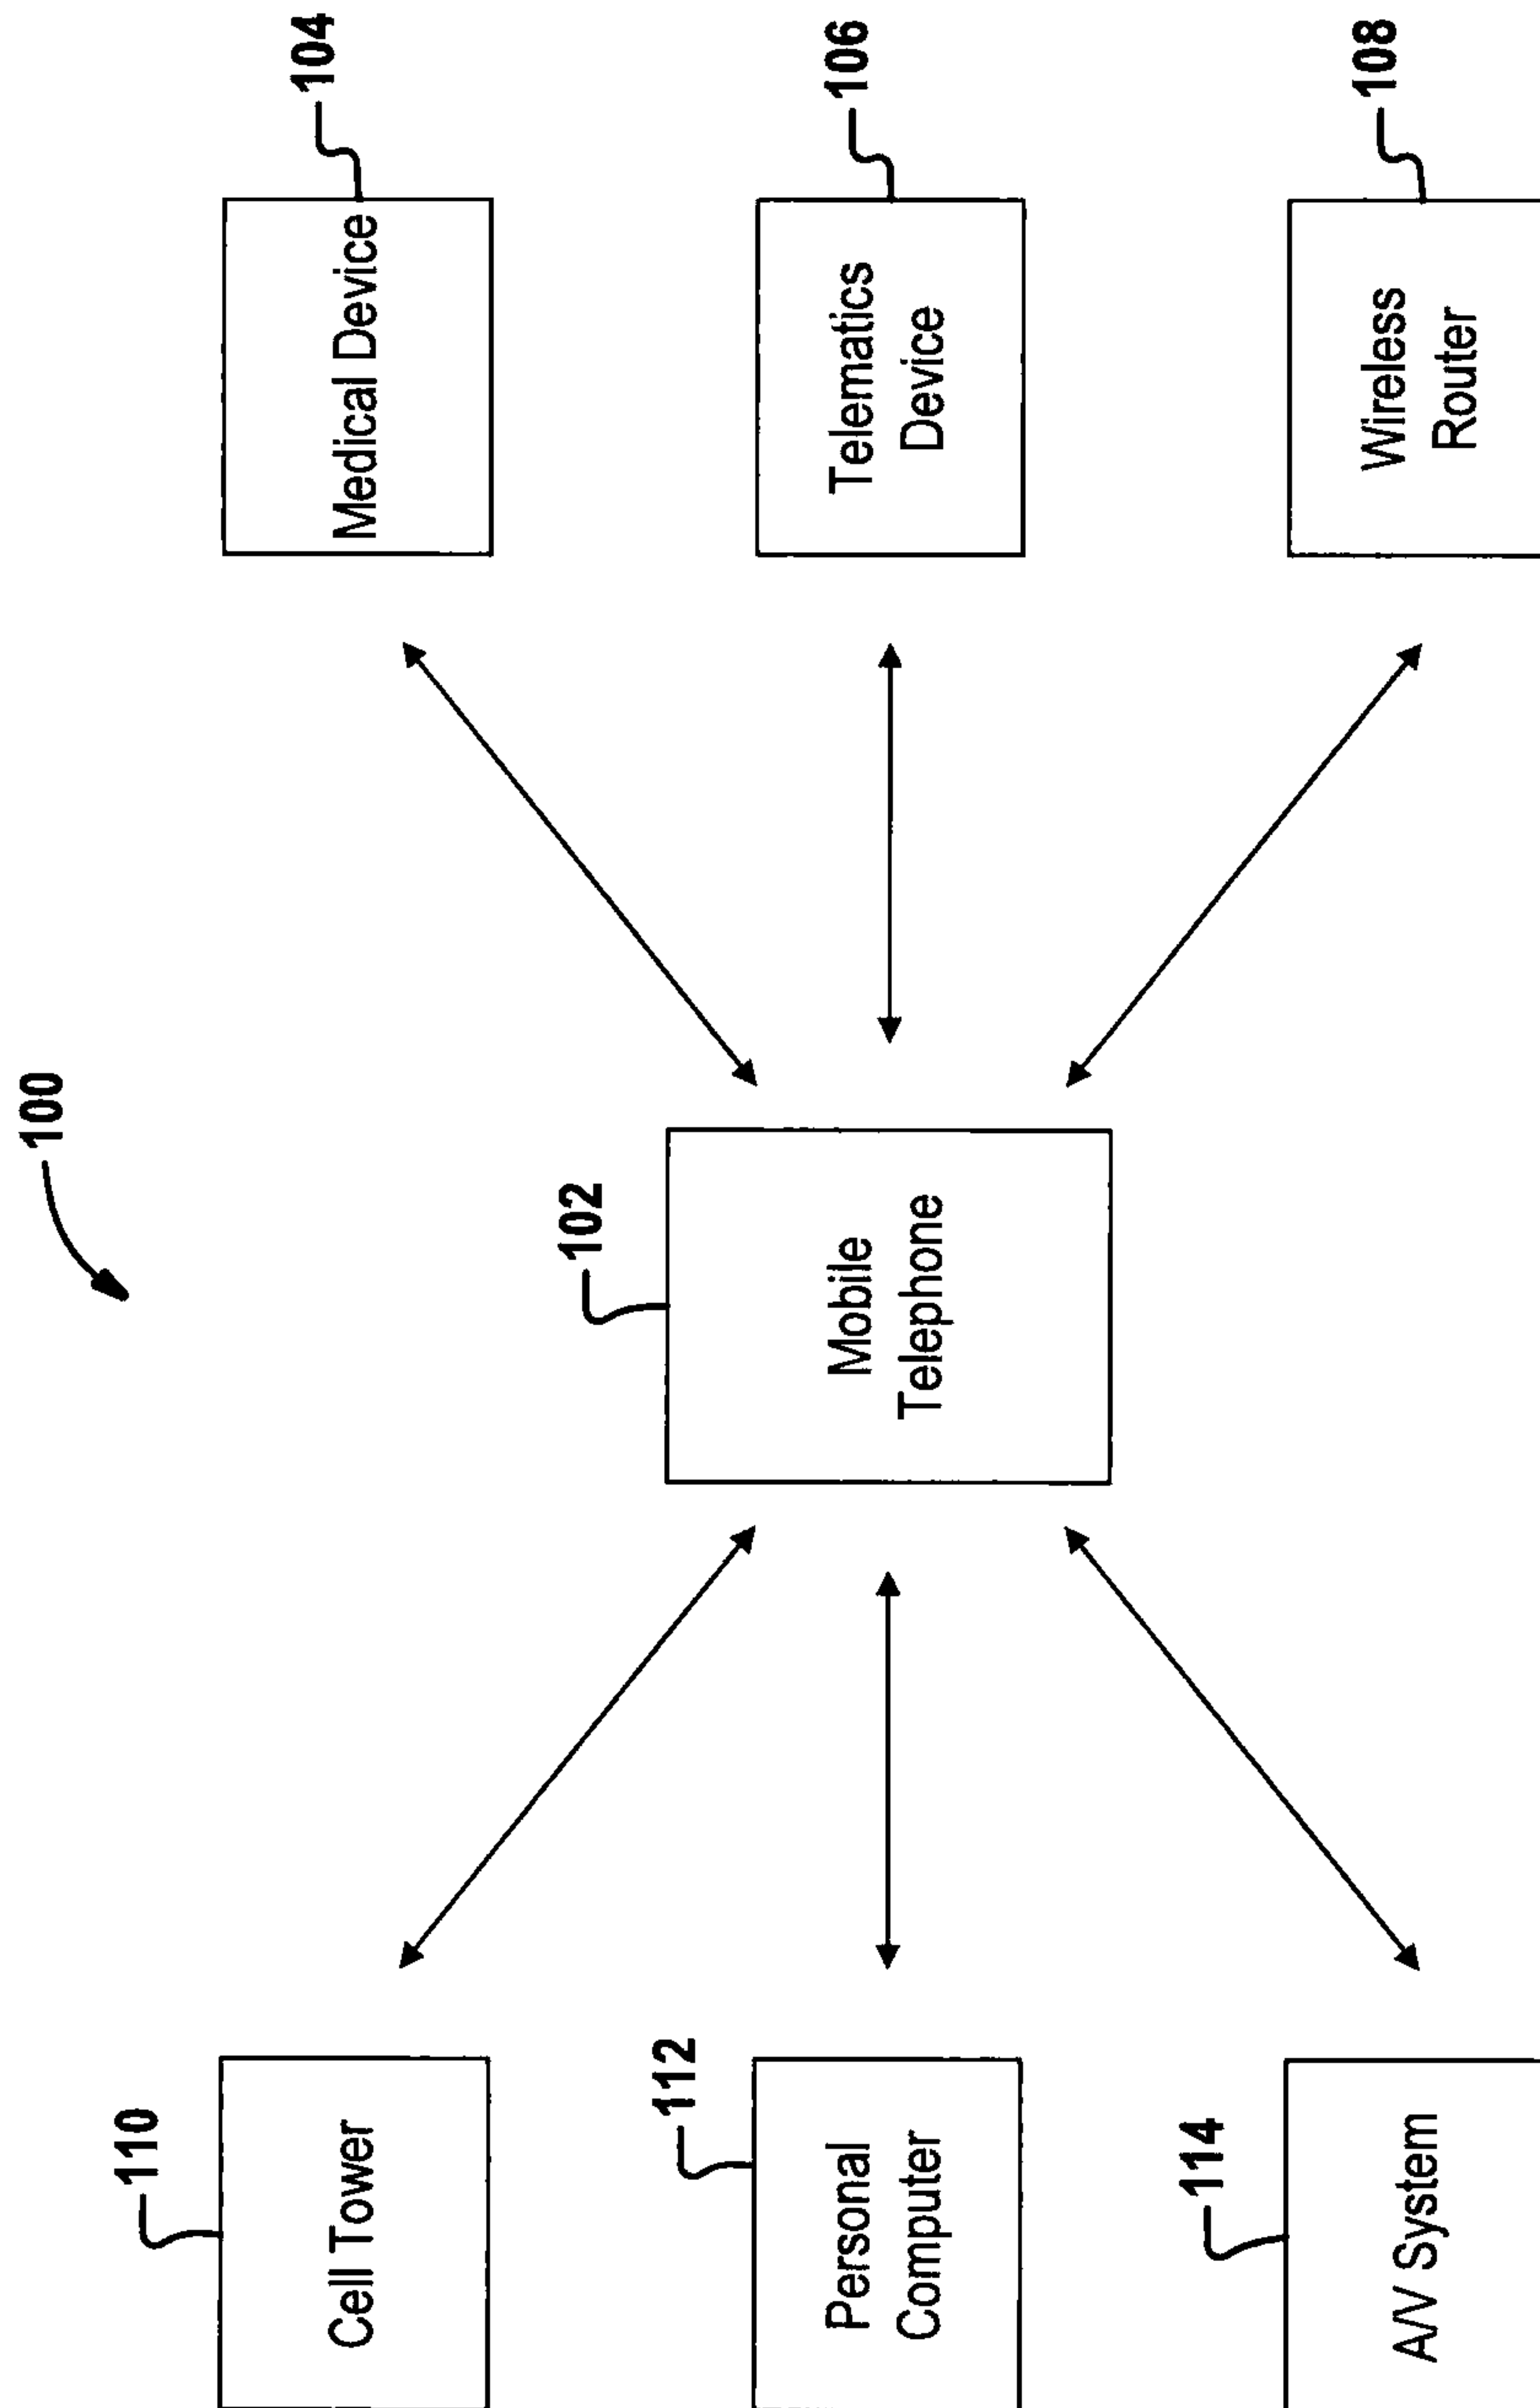 100
110
104
Cell Tower
Medical Device
102
112
106
Personal
Computer
Mobile
Telephone
Telematics
Device
114
108
A/V System
Wireless
Router